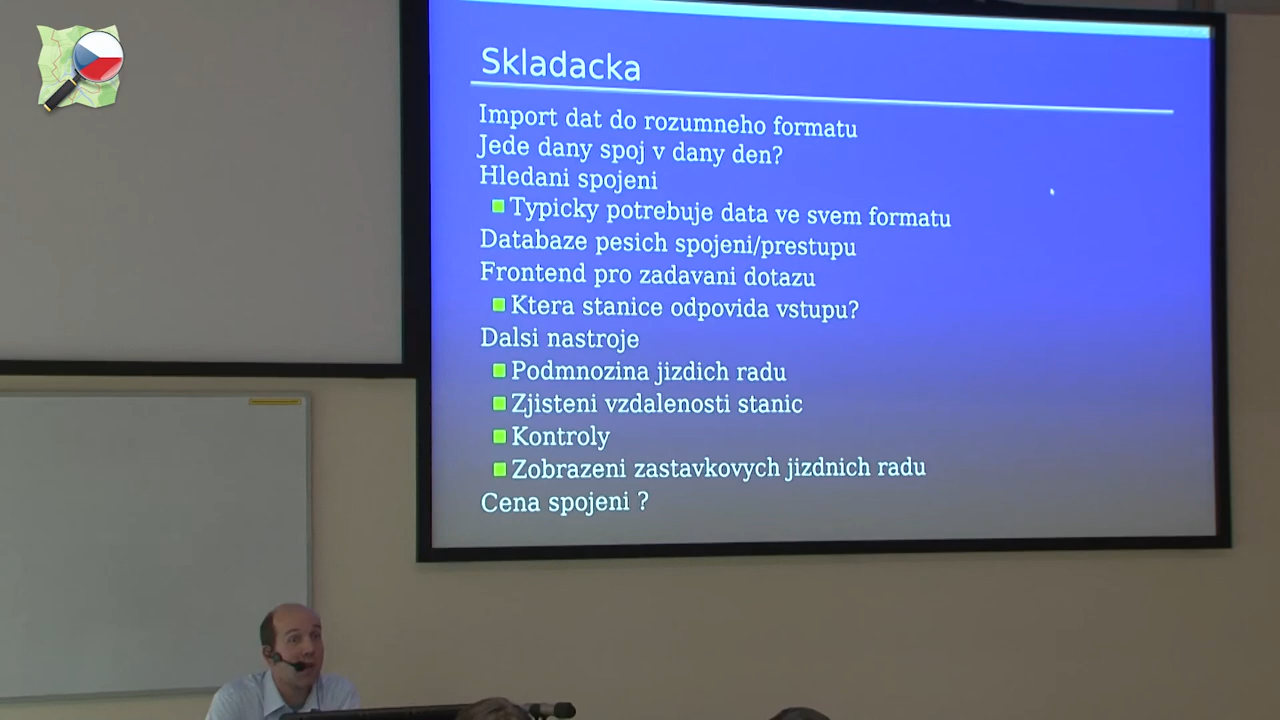 Skladacka
Import dat do rozumneho formatu
Jede dany spoj v dany den?
Hledani spojeni
Typicky potrebuje data ve svem formatu
Databaze pesich spojeni/prestupu
Frontend pro zadavani dotazu
Ktera stanice odpovida vstupu?
Dalsi nastroje
Podmnozina jizdich radu
Zjisteni vzdalenosti stanic
Kontroly
Zobrazeni zastavkovych jizdnich radu
Cena spojeni ?